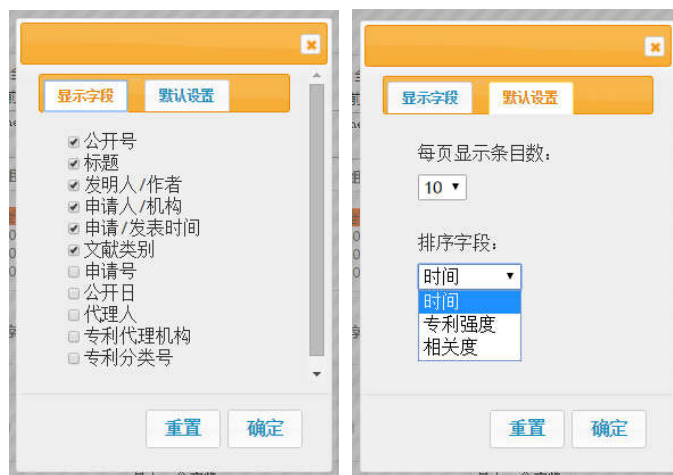 显示字段 默认设置
公开号
标题
发明人/作者
申请人/机构
申请/发表时间
文献类别
申请号
公开日
代理人
专利代理机构
专利分类号
重置 确定
显示字段 默认设置
每页显示条目数:
10
排序字段:
时间
时间
专利强度
相关度
重置 确定